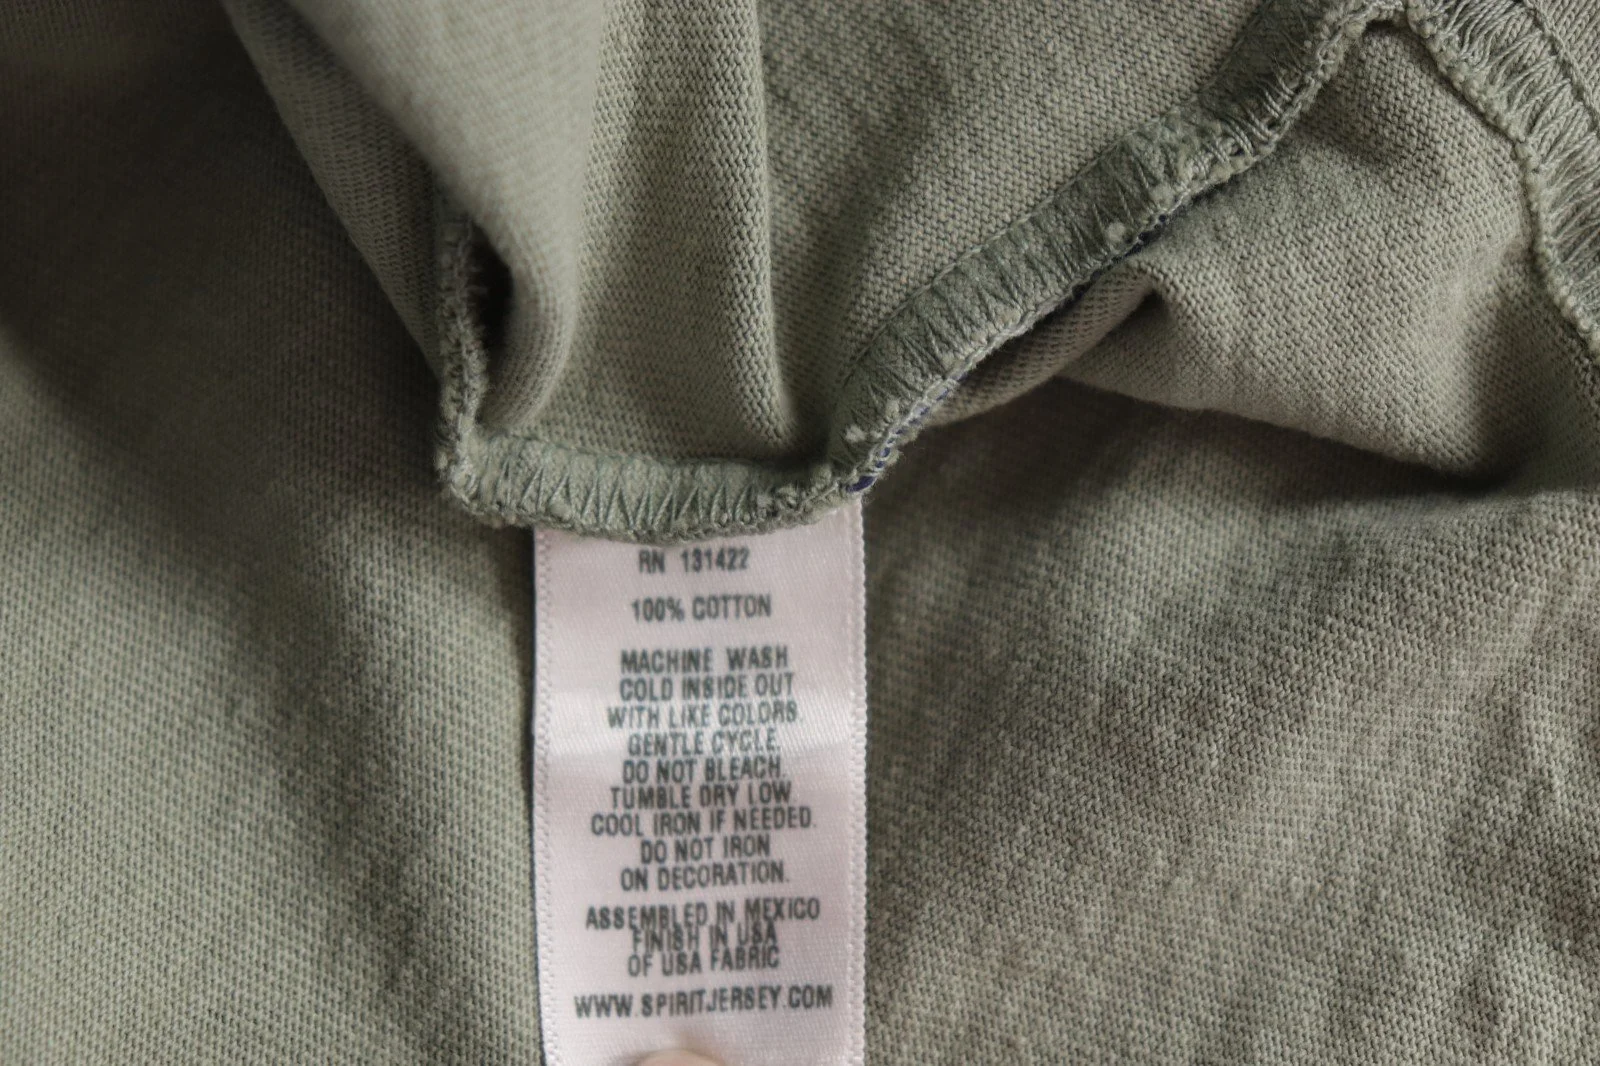 RN 131422
100% COTTON
MACHINE WASH
COLD INSIDE OUT
WITH LIKE COLORS.
GENTLE CYCLE.
DO NOT BLEACH.
TUMBLE DRY LOW
COOL IRON IF NEEDED.
DO NOT IRON
ON DECORATION.
ASSEMBLED IN MEXICO
FINISH IN USA
OF USA FABRIC
WWW.SPIRITJERSEY.COM